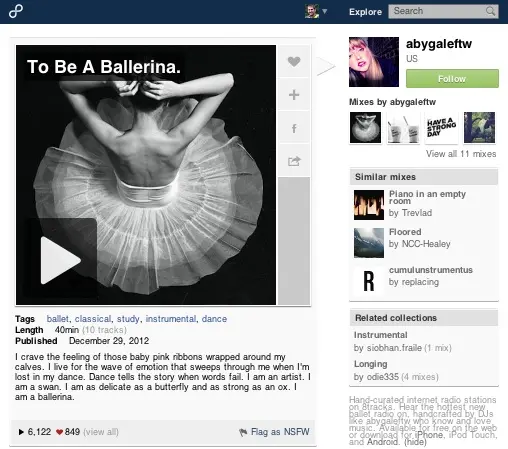 Explore
Search
To Be A Ballerina.
f
abygaleftw
US
Follow
Mixes by abygaleftw
HAVE A
STRONG
DAY
View all 11 mixes
Similar mixes
Piano in an empty
room
by Trevlad
Floored
by NCC-Healey
R
cumulunstrumentus
by replacing
Related collections
Instrumental
by siobhan.fraile (1 mix)
Longing
by odie335 (4 mixes)
Hand-curated internet radio stations
on 8tracks. Hear the hottest new
ballet radio on, handcrafted by DJs
like abygaleftw who know and love
music. Available for free on the web
or download for iPhone, iPod Touch,
and Android. (hide)
Tags ballet, classical, study, instrumental, dance
Length 40min (10 tracks)
Published December 29, 2012
I crave the feeling of those baby pink ribbons wrapped around my
calves. I live for the wave of emotion that sweeps through me when I'm
lost in my dance. Dance tells the story when words fail. I am an artist. I
am a swan. I am as delicate as a butterfly and as strong as an ox. I
am a ballerina.
6,122 849 (view all)
Flag as NSFW